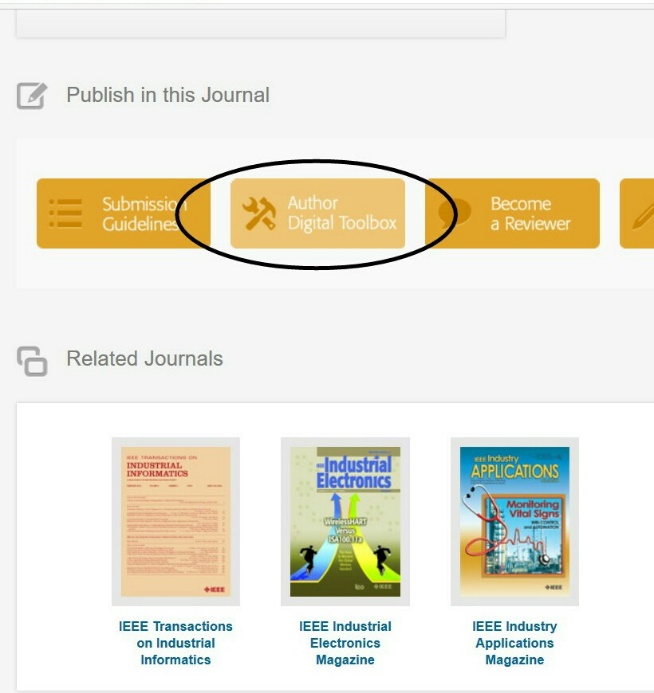 Publish in this Journal
Submission
Guidelines
Author
Digital Toolbox
Become
a Reviewer
Related Journals
IEEE TRANSACTIONS ON
INDUSTRIAL
INFORMATICS
IEEE
Industrial
Electronics
WirelessHART
Versus
ISA100.11a
IEEE
IEEE Industry
APPLICATIONS
Monitoring
Vital Signs
IEEE
IEEE Transactions
on Industrial
Informatics
IEEE Industrial
Electronics
Magazine
IEEE Industry
Applications
Magazine